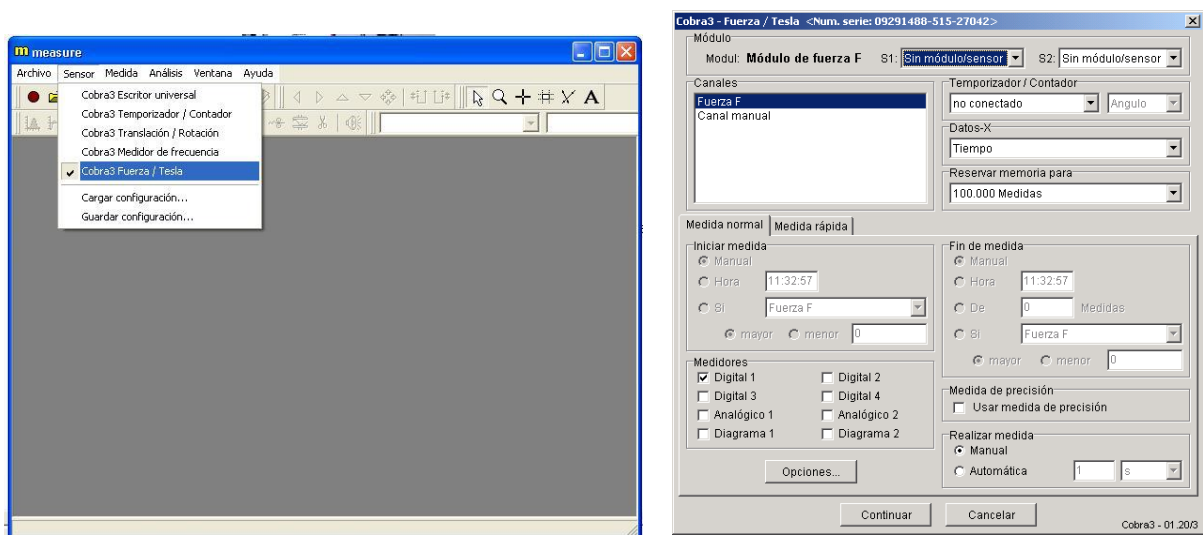 m measure
Archivo Sensor Medida Análisis Ventana Ayuda
A
Cobra3 Escritor universal
Cobra3 Temporizador / Contador
Cobra3 Translación / Rotación
Cobra3 Medidor de frecuencia
Cobra3 Fuerza / Tesla
Cargar configuración...
Guardar configuración...
Cobra3 - Fuerza / Tesla <Num. serie: 09291488-515-27042>
Módulo
Modul: Módulo de fuerza F S1: Sin módulo/sensor S2: Sin módulo/sensor
Canales
Fuerza F
Canal manual
Temporizador / Contador
no conectado Angulo
Datos-X
Tiempo
Reservar memoria para
100.000 Medidas
Medida normal Medida rápida
Iniciar medida
Manual
Hora 11:32:57
Si Fuerza F
mayor menor 0
Fin de medida
Manual
Hora 11:32:57
De 0 Medidas
Si Fuerza F
mayor menor 0
Medidores
Digital 1 Digital 2
Digital 3 Digital 4
Analógico 1 Analógico 2
Diagrama 1 Diagrama 2
Medida de precisión
Usar medida de precisión
Realizar medida
Manual
Automática 1 s
Opciones...
Continuar Cancelar
Cobra3 - 01.20/3